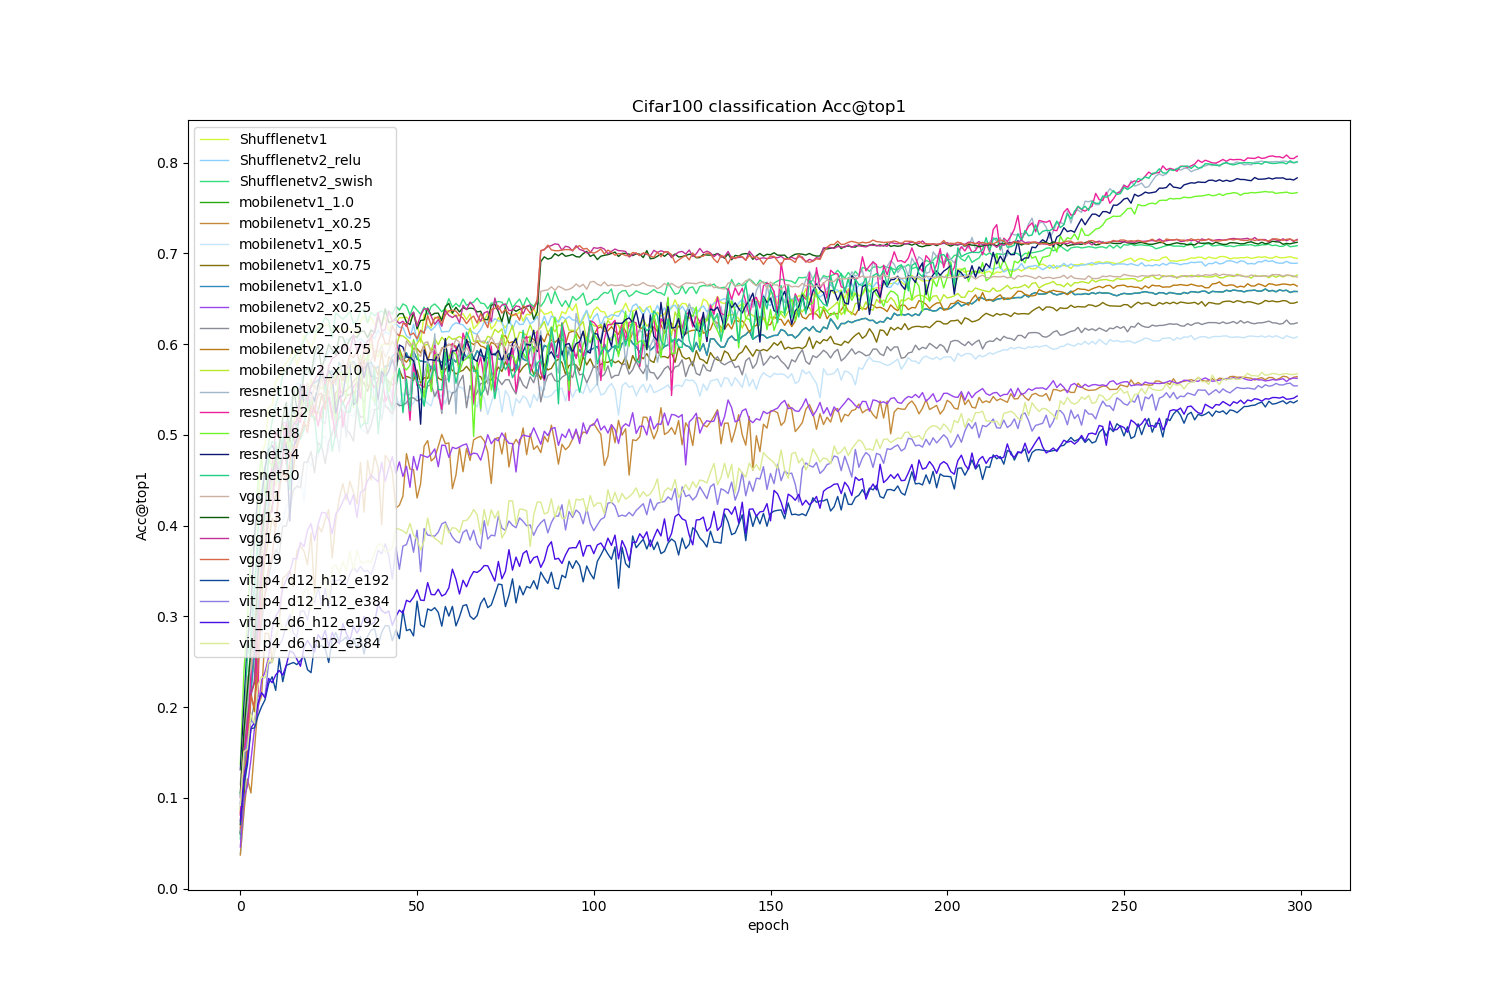 Cifar100 classification Acc@top1
Shufflenetv1
Shufflenetv2_relu
Shufflenetv2_swish
mobilenetv1_1.0
mobilenetv1_x0.25
mobilenetv1_x0.5
mobilenetv1_x0.75
mobilenetv1_x1.0
mobilenetv2_x0.25
mobilenetv2_x0.5
mobilenetv2_x0.75
mobilenetv2_x1.0
resnet101
resnet152
resnet18
resnet34
resnet50
vgg11
vgg13
vgg16
vgg19
vit_p4_d12_h12_e192
vit_p4_d12_h12_e384
vit_p4_d6_h12_e192
vit_p4_d6_h12_e384
Acc@top1
0.8
0.7
0.6
0.5
0.4
0.3
0.2
0.1
0.0
0 50 100 150 200 250 300
epoch